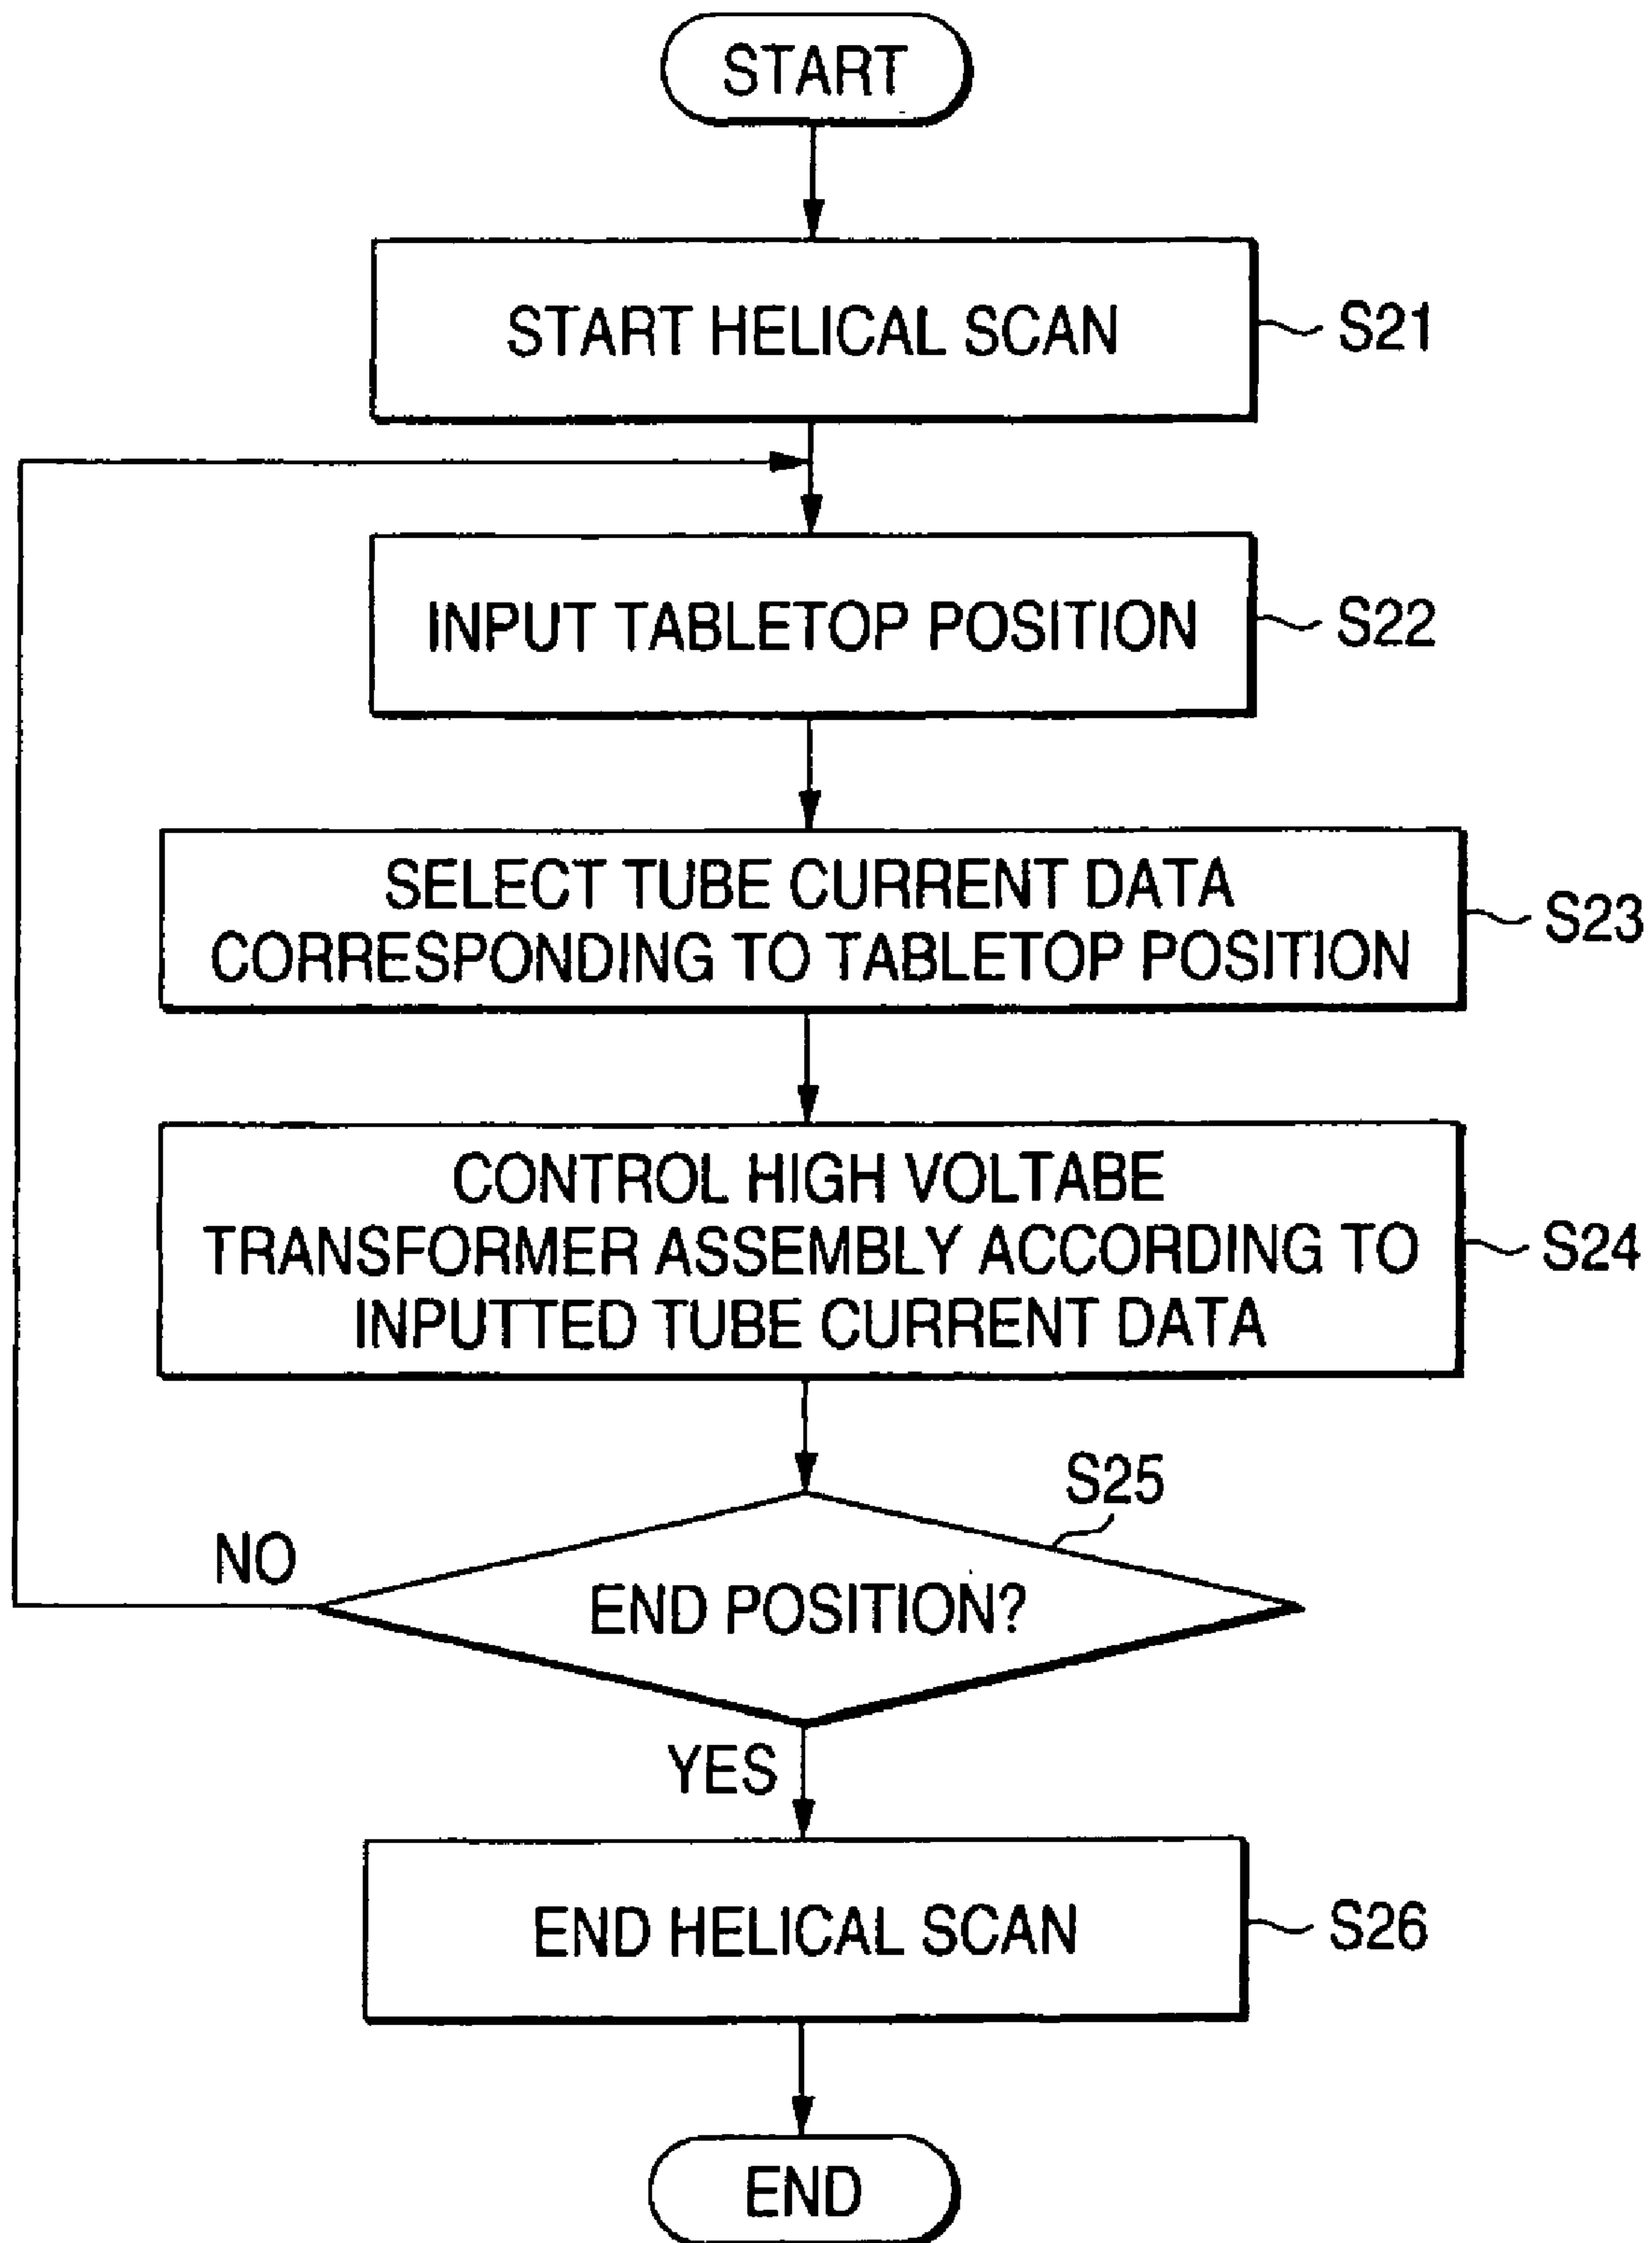 START
START HELICAL SCAN
S21
INPUT TABLETOP POSITION
S22
SELECT TUBE CURRENT DATA
CORRESPONDING TO TABLETOP POSITION
S23
CONTROL HIGH VOLTABE
TRANSFORMER ASSEMBLY ACCORDING TO
INPUTTED TUBE CURRENT DATA
S24
S25
NO
END POSITION?
YES
END HELICAL SCAN
S26
END